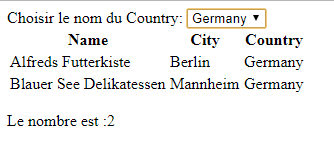 Choisir le nom du Country: Germany
Name City Country
Alfreds Futterkiste Berlin Germany
Blauer See Delikatessen Mannheim Germany
Le nombre est :2